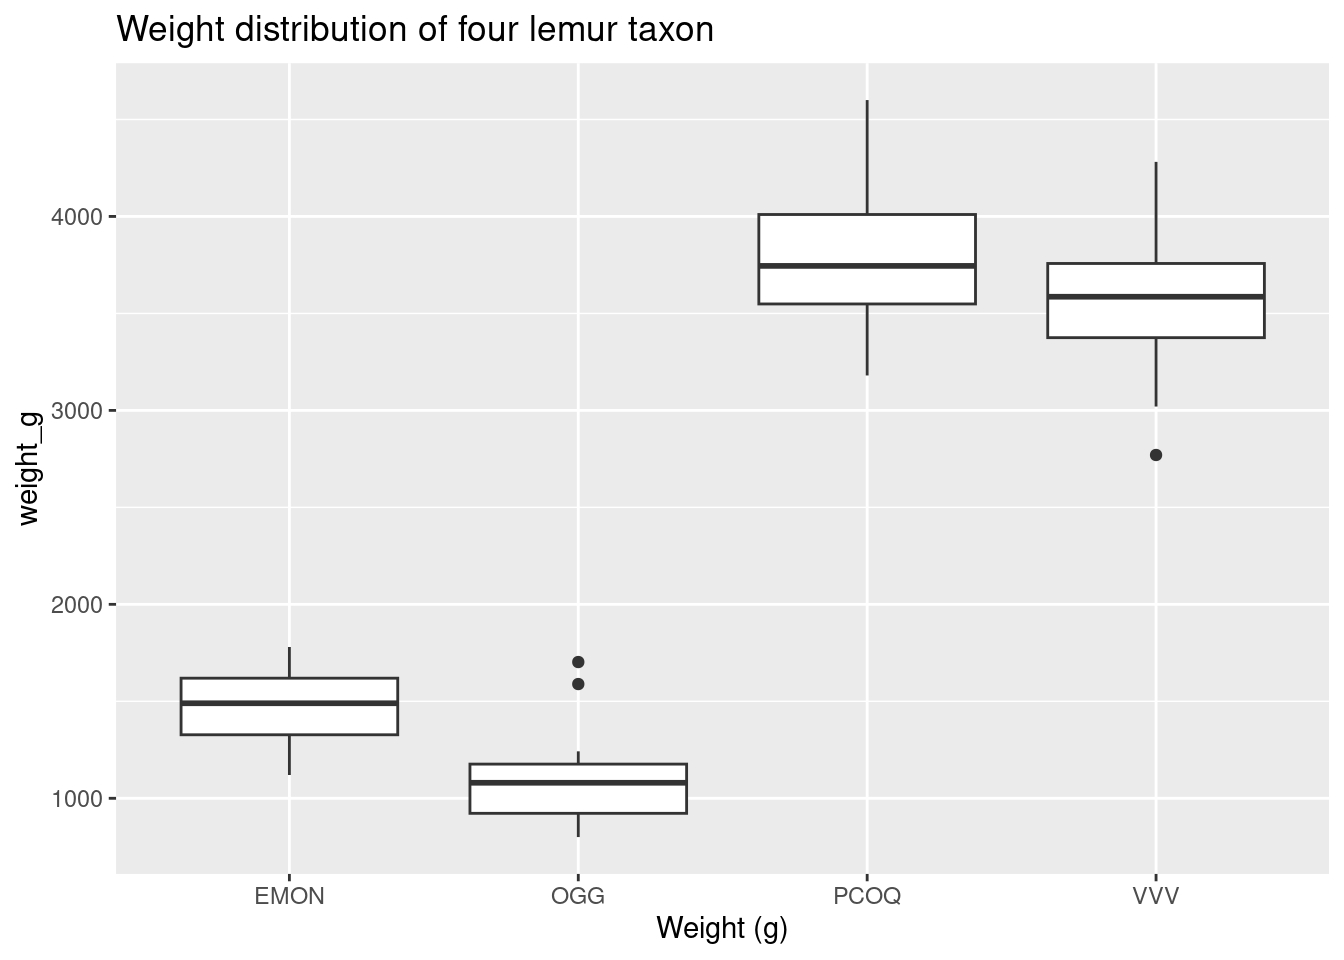 Weight distribution of four lemur taxon
weight_g
4000
3000
2000
1000
EMON OGG PCOQ VVV
Weight (g)